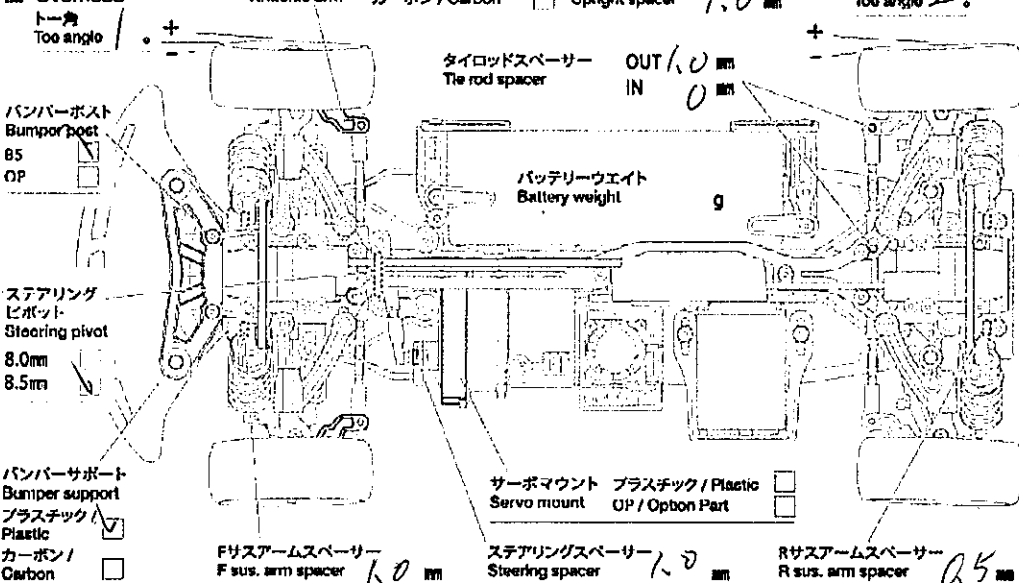 トー角
Too angle 1 °
+
-
カーボン / Carbon
Upright spacer 1.0 mm
Too angle
+
-
タイロッドスペーサー OUT 1.0 mm
Tie rod spacer IN 0 mm
バンパーポスト
Bumpor post
B5
OP
バッテリーウエイト
Battery weight g
ステアリング
ピボット
Steering pivot
8.0mm
8.5mm
バンパーサポート
Bumper support
プラスチック /
Plastic
カーボン /
Carbon
サーボマウント プラスチック / Plastic
Servo mount OP / Option Part
Fサスアームスペーサー
F sus. arm spacer 1.0 mm
ステアリングスペーサー
Steering spacer 1.0 mm
Rサスアームスペーサー
R sus. arm spacer 0.5 mm